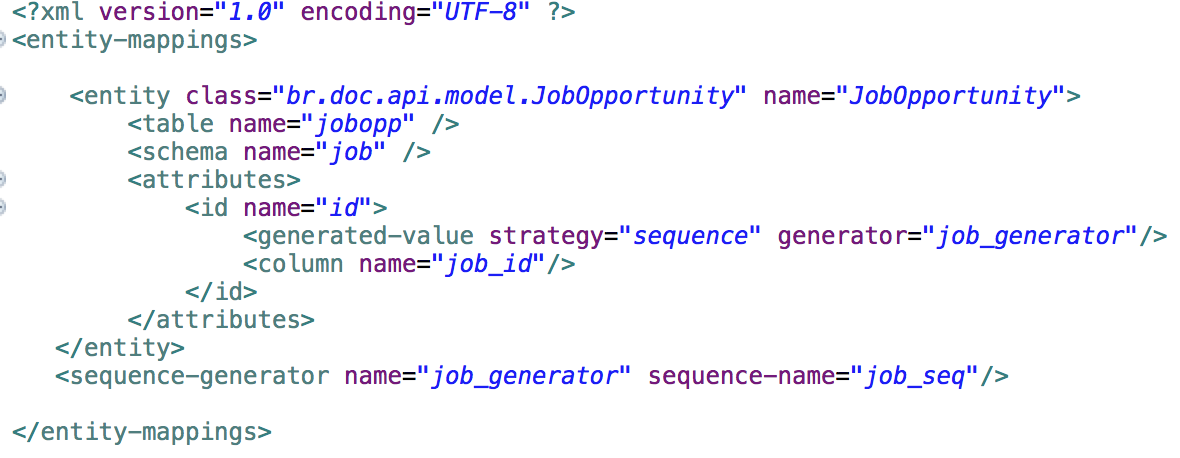 <?xml version="1.0" encoding="UTF-8" ?>
<entity-mappings>
<entity class="br.doc.api.model.JobOpportunity" name="JobOpportunity">
<table name="jobopp" />
<schema name="job" />
<attributes>
<id name="id">
<generated-value strategy="sequence" generator="job_generator"/>
<column name="job_id"/>
</id>
</attributes>
</entity>
<sequence-generator name="job_generator" sequence-name="job_seq"/>
</entity-mappings>